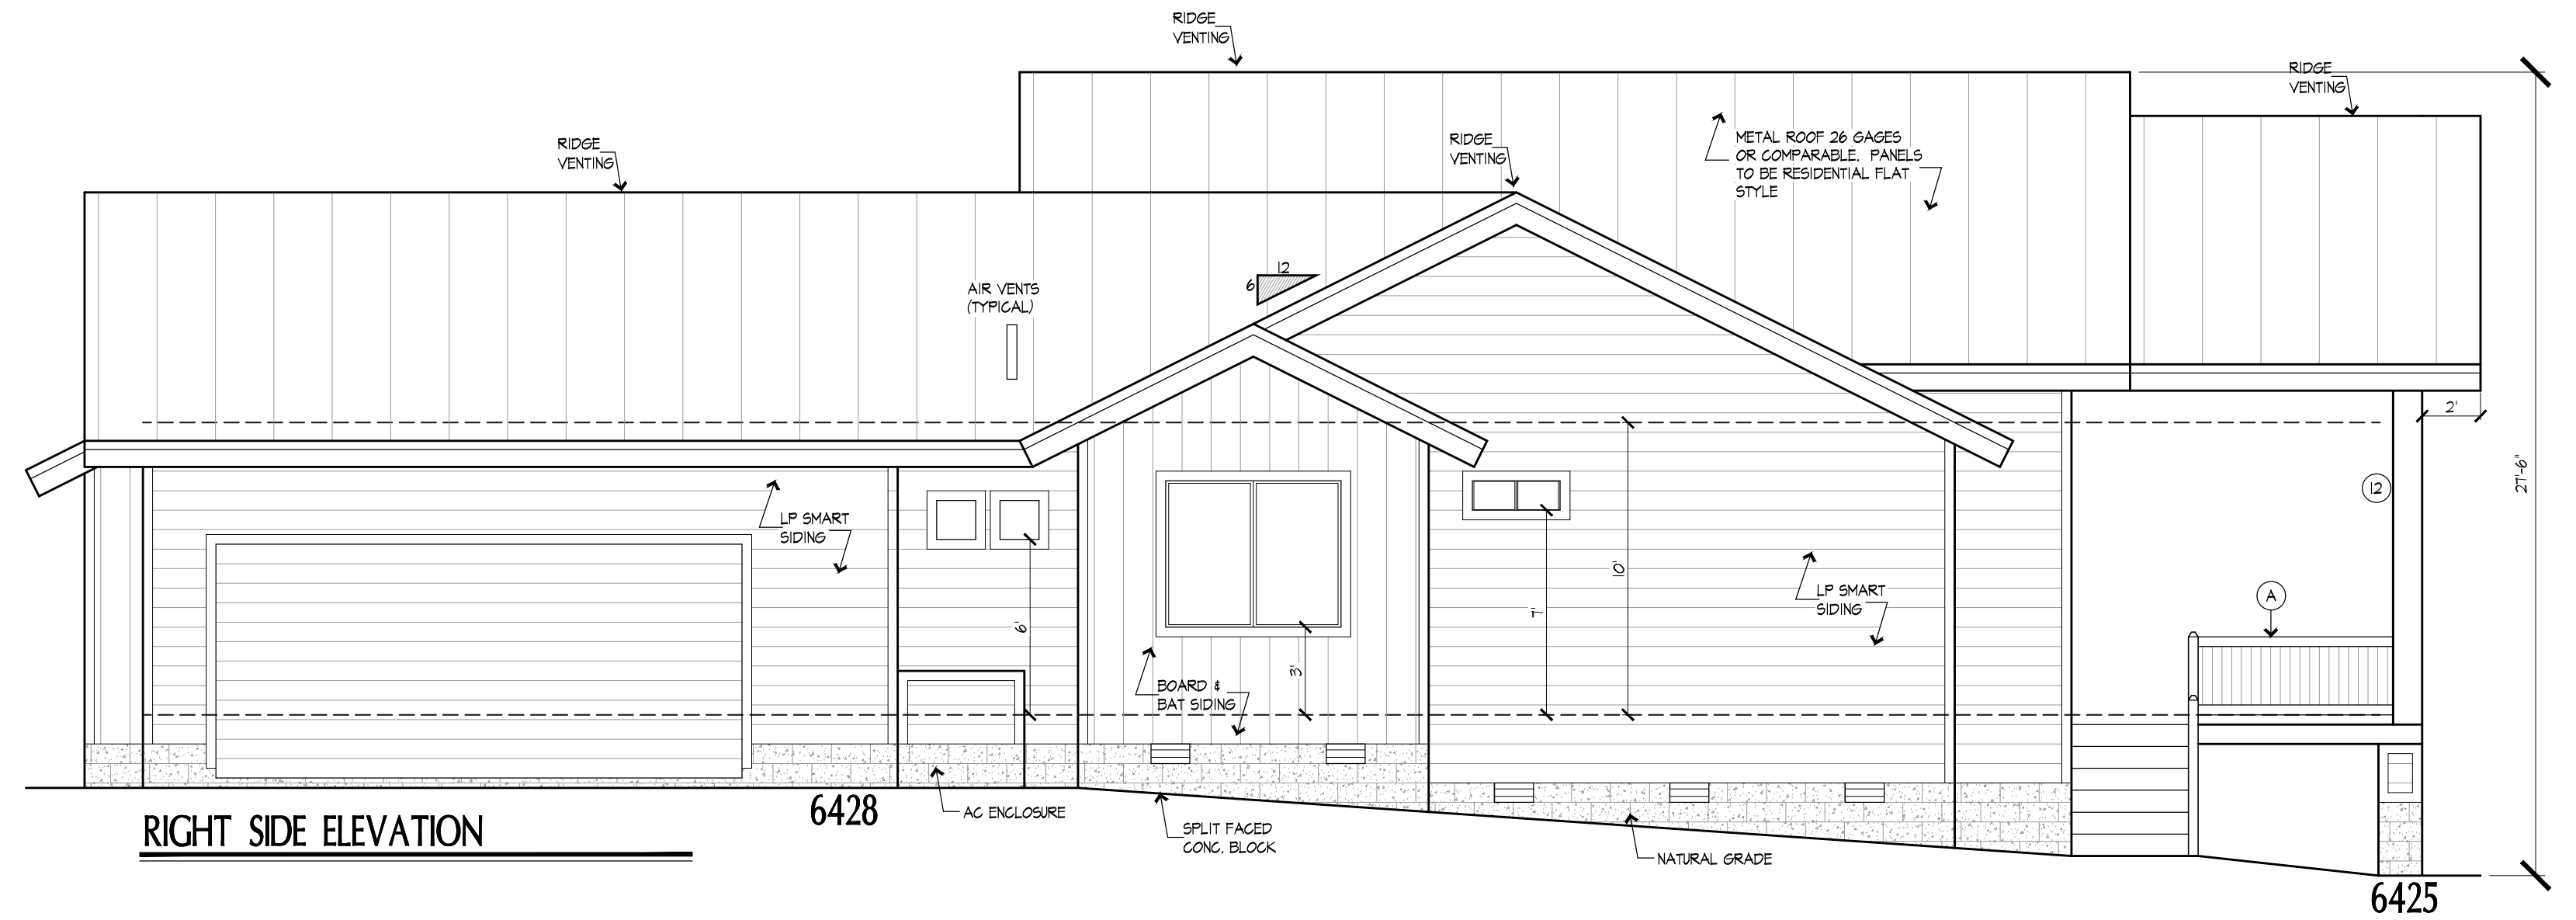 RIDGE
VENTING
RIDGE
VENTING
RIDGE
VENTING
RIDGE
VENTING
METAL ROOF 26 GAGES
OR COMPARABLE. PANELS
TO BE RESIDENTIAL FLAT
STYLE
12
6
AIR VENTS
(TYPICAL)
2'
27'-6"
12
LP SMART
SIDING
10'
7'
6'
3'
LP SMART
SIDING
A
BOARD &
BAT SIDING
6428
AC ENCLOSURE
RIGHT SIDE ELEVATION
SPLIT FACED
CONC. BLOCK
NATURAL GRADE
6425